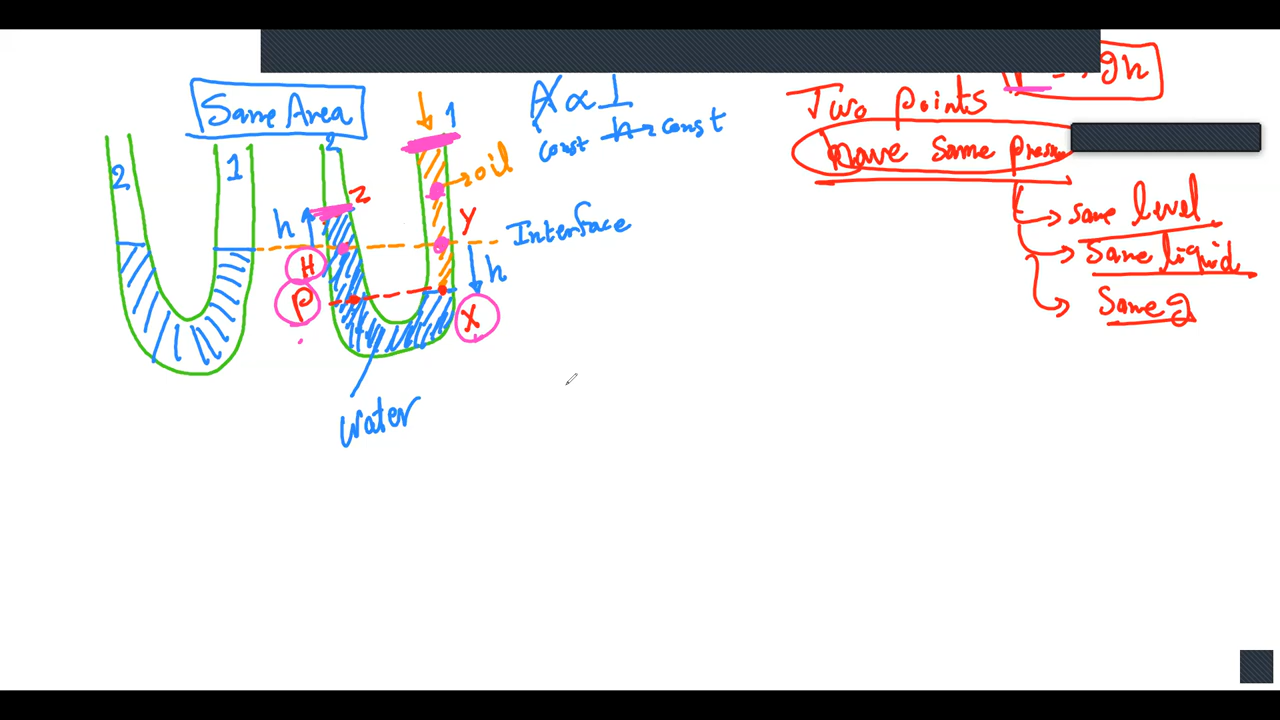 Same Area
2
1
2
1
oil
h
2
Y
Interface
H
h
P
X
water
A ∝ 1
const h → const
gh
Two points
have same
same level
same liquid
Same g